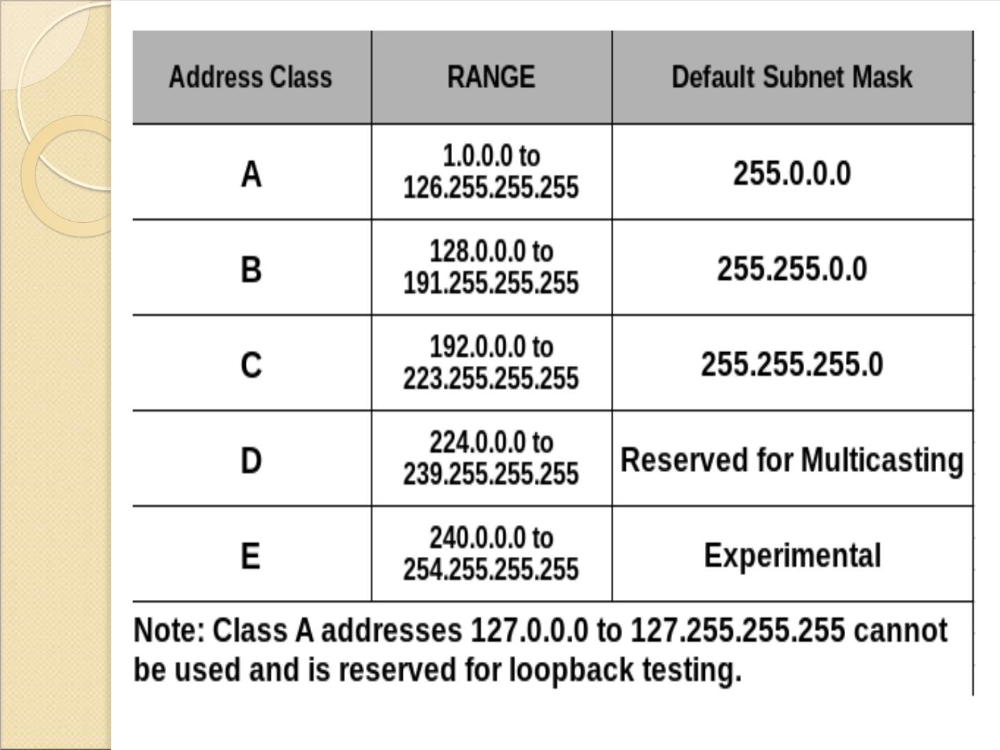 Address Class RANGE Default Subnet Mask
A 1.0.0.0 to
126.255.255.255 255.0.0.0
B 128.0.0.0 to
191.255.255.255 255.255.0.0
C 192.0.0.0 to
223.255.255.255 255.255.255.0
D 224.0.0.0 to
239.255.255.255 Reserved for Multicasting
E 240.0.0.0 to
254.255.255.255 Experimental
Note: Class A addresses 127.0.0.0 to 127.255.255.255 cannot
be used and is reserved for loopback testing.